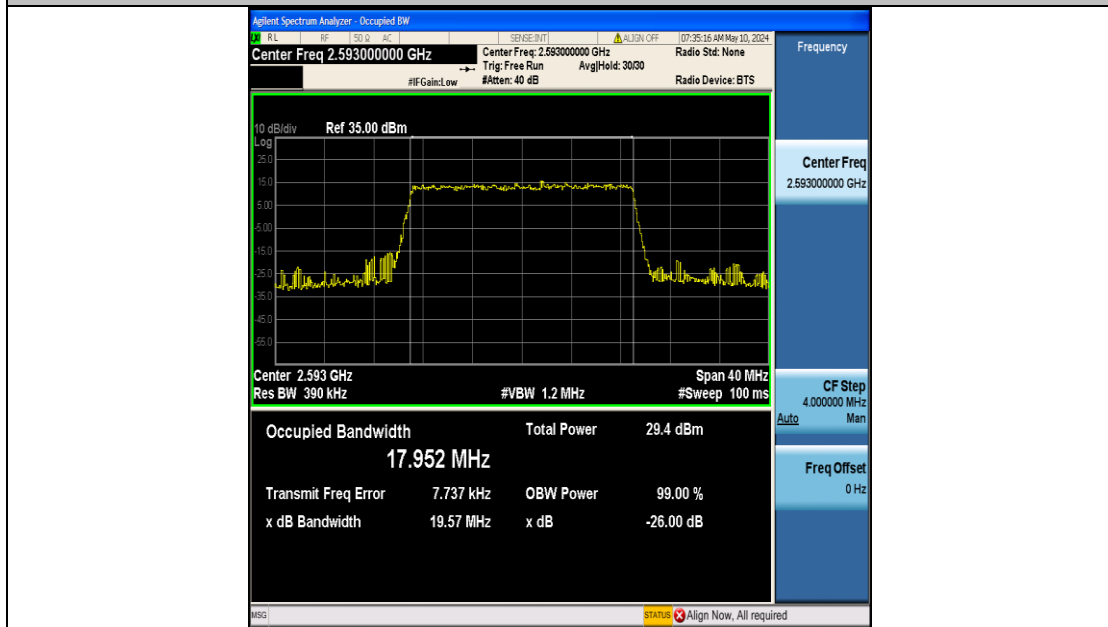 Agilent Spectrum Analyzer - Occupied BW
LXI RL RF 50 Ω AC SENSE:INT ALIGN OFF 07:35:16 AM May 10, 2024
Center Freq 2.593000000 GHz
Center Freq: 2.593000000 GHz Radio Std: None
Trig: Free Run Avg|Hold: 30/30
#IFGain:Low #Atten: 40 dB Radio Device: BTS
10 dB/div Ref 35.00 dBm
Log
25.0
15.0
5.00
-5.00
-15.0
-25.0
-35.0
-45.0
-55.0
Center 2.593 GHz Span 40 MHz
Res BW 390 kHz #VBW 1.2 MHz #Sweep 100 ms
Occupied Bandwidth Total Power 29.4 dBm
17.952 MHz
Transmit Freq Error 7.737 kHz OBW Power 99.00 %
x dB Bandwidth 19.57 MHz x dB -26.00 dB
MSG STATUS Align Now, All required
Frequency
Center Freq
2.593000000 GHz
CF Step
4.000000 MHz
Auto Man
Freq Offset
0 Hz